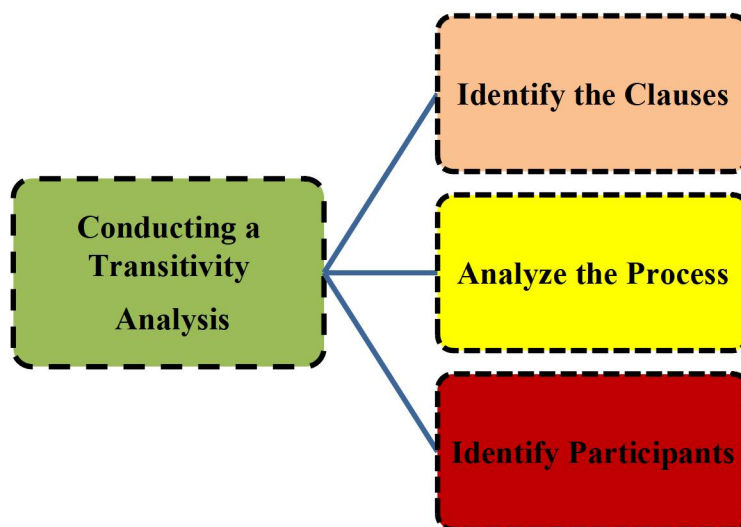 Conducting a
Transitivity
Analysis
Identify the Clauses
Analyze the Process
Identify Participants